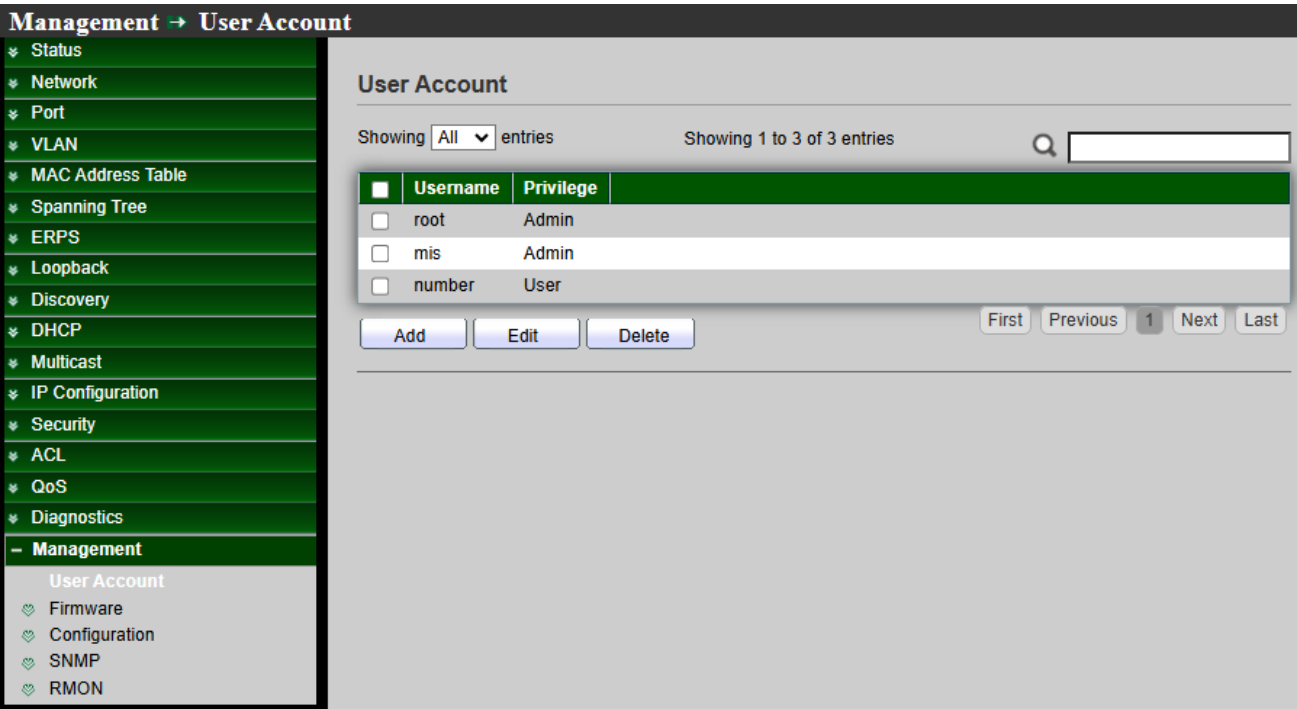 Management → User Account
Status
Network
Port
VLAN
MAC Address Table
Spanning Tree
ERPS
Loopback
Discovery
DHCP
Multicast
IP Configuration
Security
ACL
QoS
Diagnostics
Management
User Account
Firmware
Configuration
SNMP
RMON
User Account
Showing All entries Showing 1 to 3 of 3 entries
Username Privilege
root Admin
mis Admin
number User
Add Edit Delete
First Previous 1 Next Last